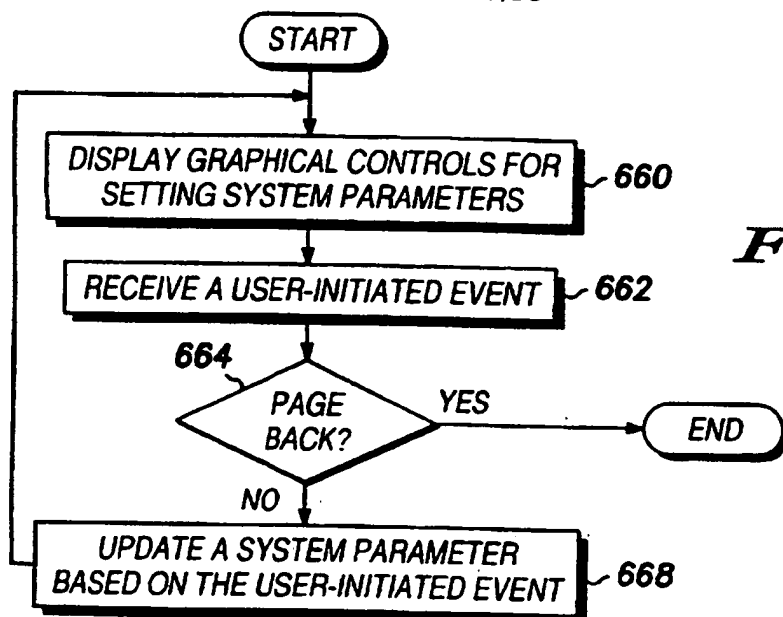 START
DISPLAY GRAPHICAL CONTROLS FOR
SETTING SYSTEM PARAMETERS
660
F
RECEIVE A USER-INITIATED EVENT
662
664
PAGE
BACK?
YES
END
NO
UPDATE A SYSTEM PARAMETER
BASED ON THE USER-INITIATED EVENT
668